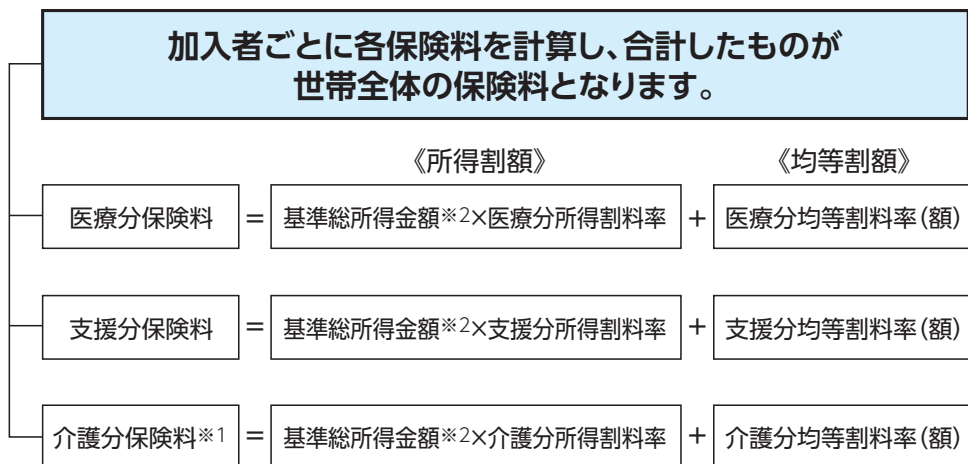 加入者ごとに各保険料を計算し、合計したものが
世帯全体の保険料となります。
《所得割額》 《均等割額》
医療分保険料 = 基準総所得金額※2×医療分所得割料率 + 医療分均等割料率(額)
支援分保険料 = 基準総所得金額※2×支援分所得割料率 + 支援分均等割料率(額)
介護分保険料※1 = 基準総所得金額※2×介護分所得割料率 + 介護分均等割料率(額)